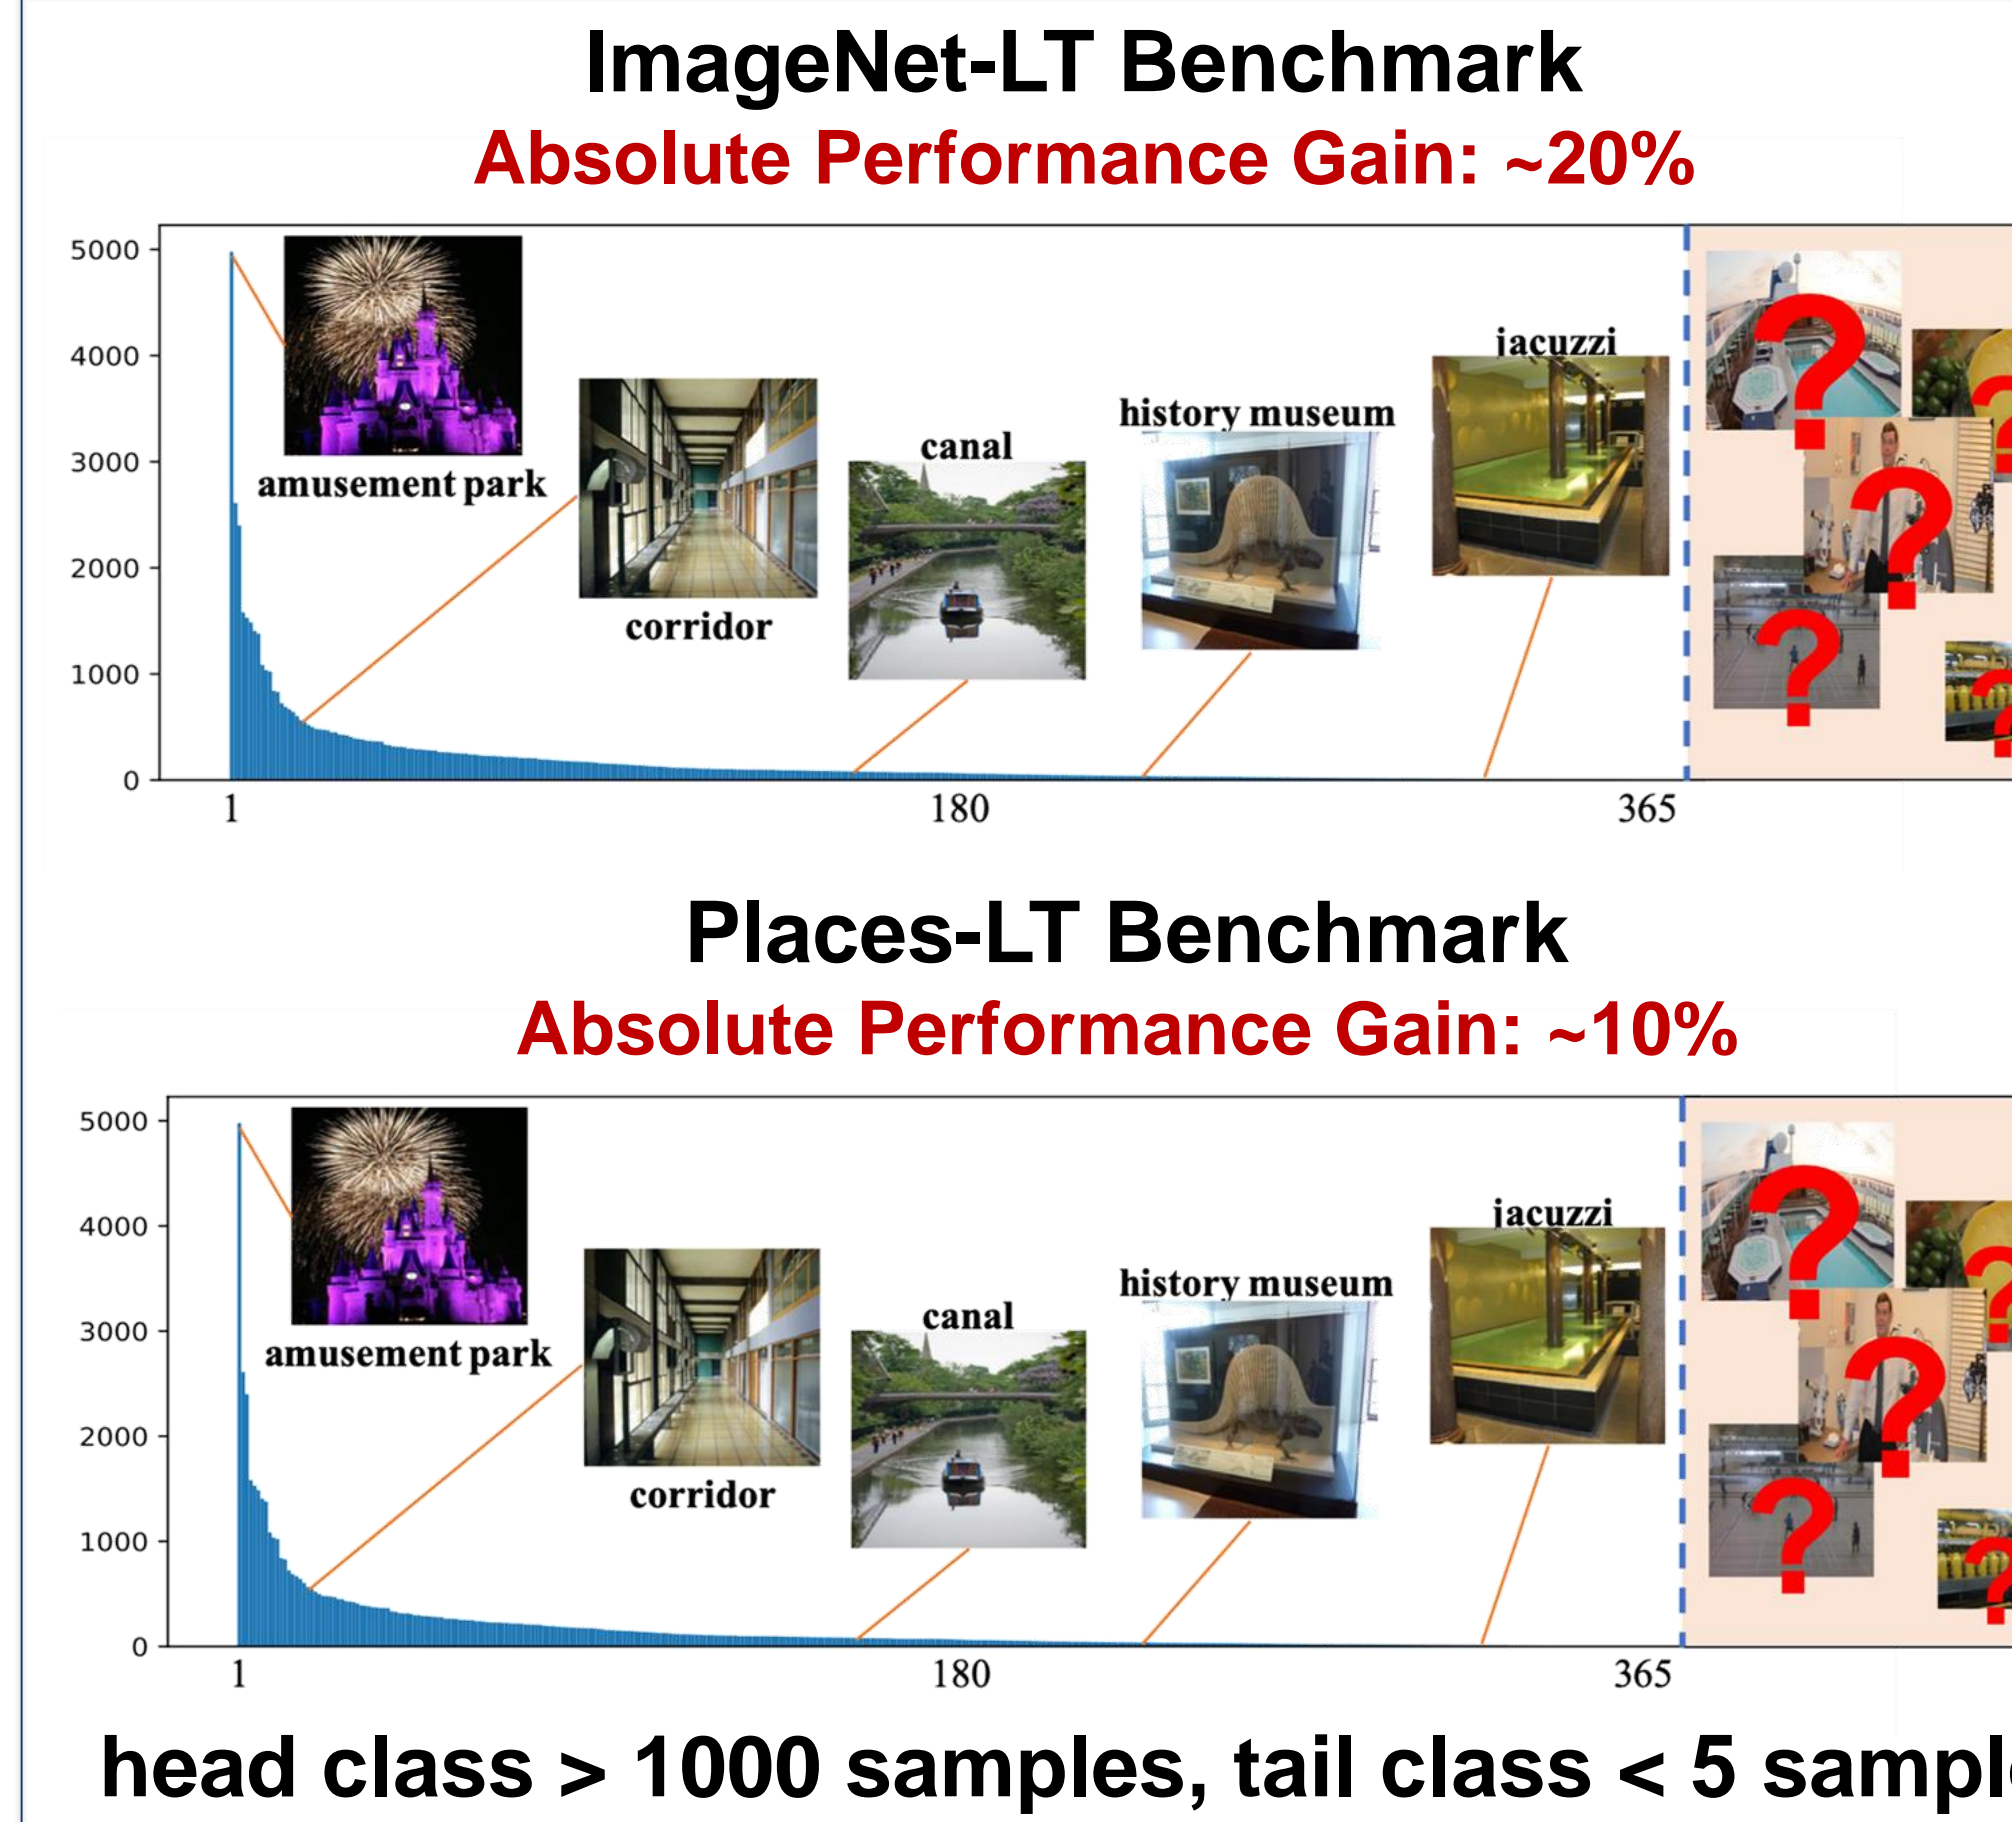 ImageNet-LT Benchmark
Absolute Performance Gain: ~20%
5000
4000
3000
2000
1000
0
amusement park
corridor
canal
history museum
jacuzzi
?
?
?
?
?
1
180
365
Places-LT Benchmark
Absolute Performance Gain: ~10%
5000
4000
3000
2000
1000
0
amusement park
corridor
canal
history museum
jacuzzi
?
?
?
?
?
1
180
365
head class > 1000 samples, tail class < 5